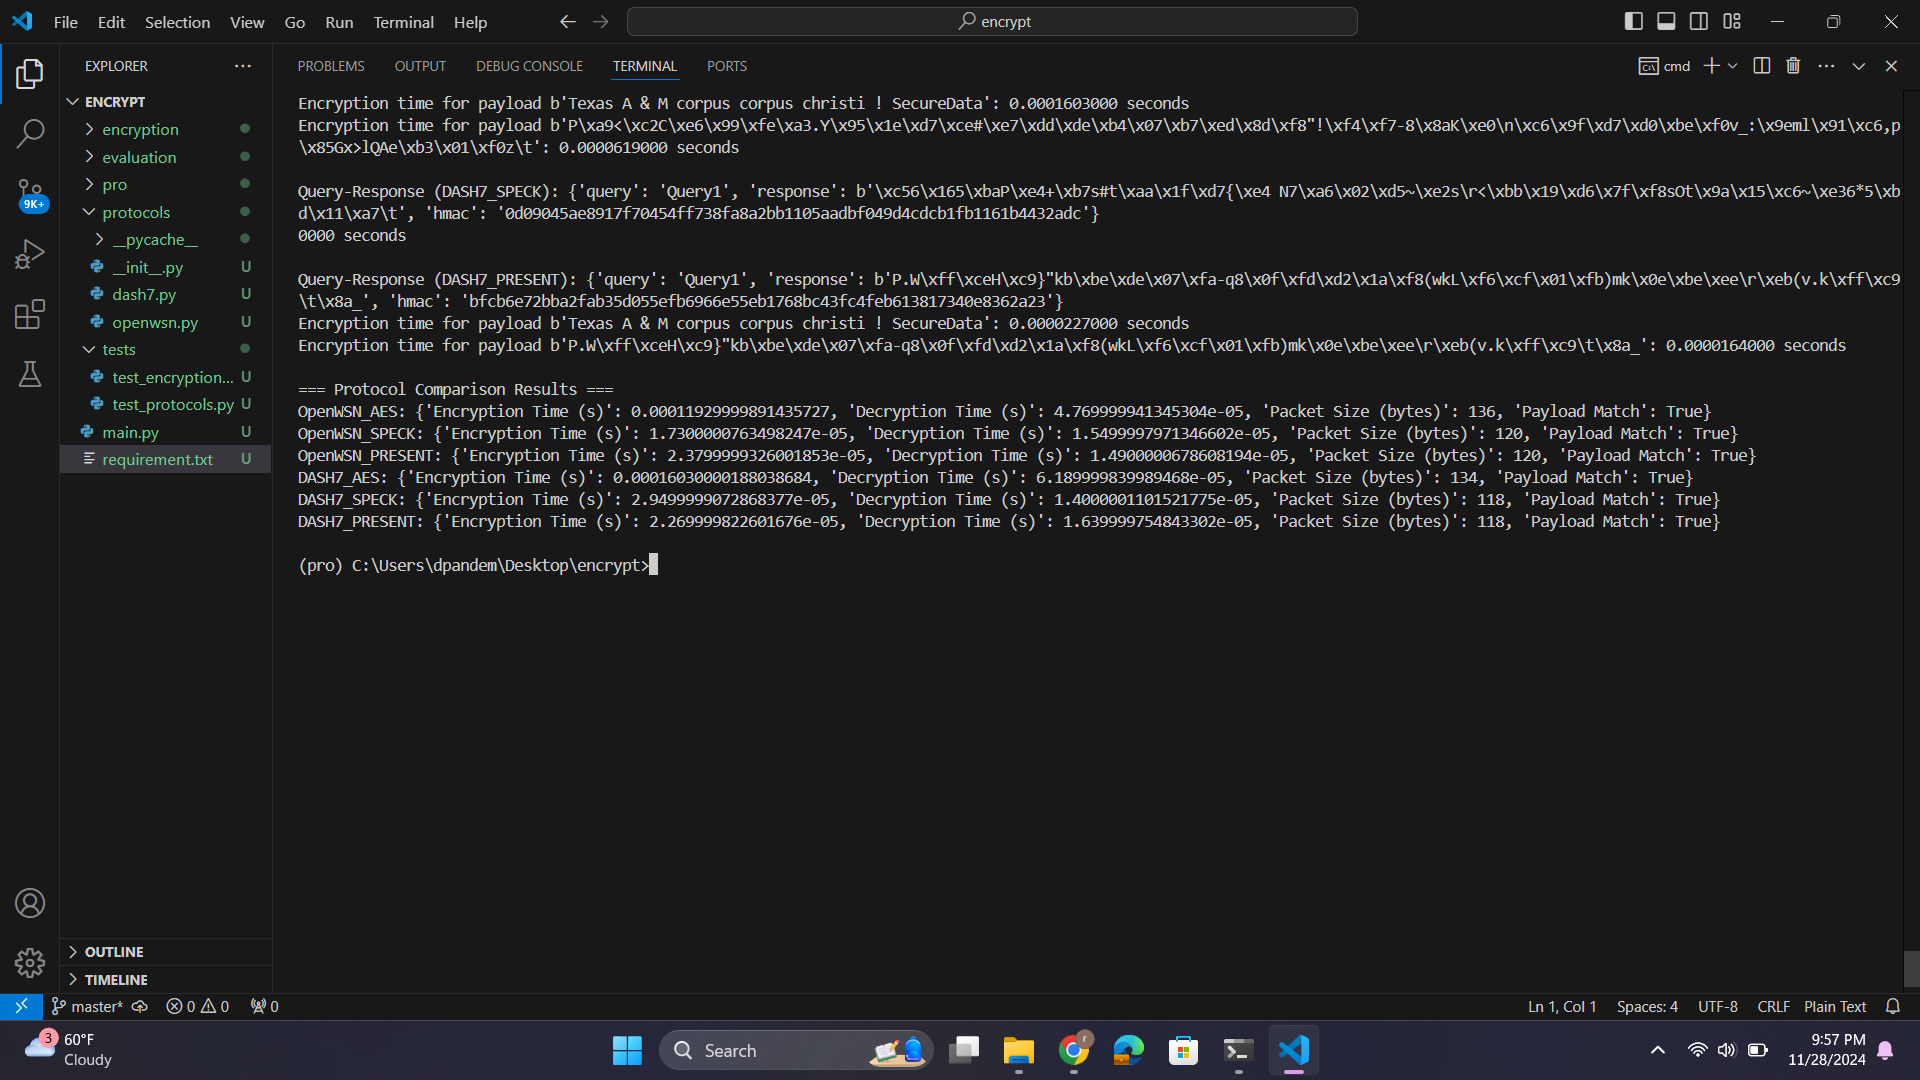 File Edit Selection View Go Run Terminal Help encrypt
EXPLORER
ENCRYPT
encryption
evaluation
pro
protocols
__pycache__
__init__.py U
dash7.py U
openwsn.py U
tests
test_encryption... U
test_protocols.py U
main.py U
requirement.txt U
OUTLINE
TIMELINE
9K+
PROBLEMS OUTPUT DEBUG CONSOLE TERMINAL PORTS cmd
Encryption time for payload b'Texas A & M corpus corpus christi ! SecureData': 0.0001603000 seconds
Encryption time for payload b'P\xa9<\xc2C\xe6\x99\xfe\xa3.Y\x95\x1e\xd7\xce#\xe7\xdd\xde\xb4\x07\xb7\xed\x8d\xf8"!\xf4\xf7-8\x8aK\xe0\n\xc6\x9f\xd7\xd0\xbe\xf0v_:\x9eml\x91\xc6,p
\x85Gx>lQAe\xb3\x01\xf0z\t': 0.0000619000 seconds
Query-Response (DASH7_SPECK): {'query': 'Query1', 'response': b'\xc56\x165\xbaP\xe4+\xb7s#t\xaa\x1f\xd7{\xe4 N7\xa6\x02\xd5~\xe2s\r<\xbb\x19\xd6\x7f\xf8sOt\x9a\x15\xc6~\xe36*5\xb
d\x11\xa7\t', 'hmac': '0d09045ae8917f70454ff738fa8a2bb1105aadbf049d4cdcb1fb1161b4432adc'}
0000 seconds
Query-Response (DASH7_PRESENT): {'query': 'Query1', 'response': b'P.W\xff\xceH\xc9}"kb\xbe\xde\x07\xfa-q8\x0f\xfd\xd2\x1a\xf8(wkL\xf6\xcf\x01\xfb)mk\x0e\xbe\xee\r\xeb(v.k\xff\xc9
\t\x8a_', 'hmac': 'bfcb6e72bba2fab35d055efb6966e55eb1768bc43fc4feb613817340e8362a23'}
Encryption time for payload b'Texas A & M corpus corpus christi ! SecureData': 0.0000227000 seconds
Encryption time for payload b'P.W\xff\xceH\xc9}"kb\xbe\xde\x07\xfa-q8\x0f\xfd\xd2\x1a\xf8(wkL\xf6\xcf\x01\xfb)mk\x0e\xbe\xee\r\xeb(v.k\xff\xc9\t\x8a_': 0.0000164000 seconds
=== Protocol Comparison Results ===
OpenWSN_AES: {'Encryption Time (s)': 0.00011929999891435727, 'Decryption Time (s)': 4.769999941345304e-05, 'Packet Size (bytes)': 136, 'Payload Match': True}
OpenWSN_SPECK: {'Encryption Time (s)': 1.7300000763498247e-05, 'Decryption Time (s)': 1.5499997971346602e-05, 'Packet Size (bytes)': 120, 'Payload Match': True}
OpenWSN_PRESENT: {'Encryption Time (s)': 2.3799999326001853e-05, 'Decryption Time (s)': 1.4900000678608194e-05, 'Packet Size (bytes)': 120, 'Payload Match': True}
DASH7_AES: {'Encryption Time (s)': 0.00016030000188038684, 'Decryption Time (s)': 6.189999839989468e-05, 'Packet Size (bytes)': 134, 'Payload Match': True}
DASH7_SPECK: {'Encryption Time (s)': 2.9499999072868377e-05, 'Decryption Time (s)': 1.4000001101521775e-05, 'Packet Size (bytes)': 118, 'Payload Match': True}
DASH7_PRESENT: {'Encryption Time (s)': 2.269999822601676e-05, 'Decryption Time (s)': 1.639999754843302e-05, 'Packet Size (bytes)': 118, 'Payload Match': True}
(pro) C:\Users\dpandem\Desktop\encrypt>
master* 0 0 0 Ln 1, Col 1 Spaces: 4 UTF-8 CRLF Plain Text
3 60°F
Cloudy
Search
r
9:57 PM
11/28/2024